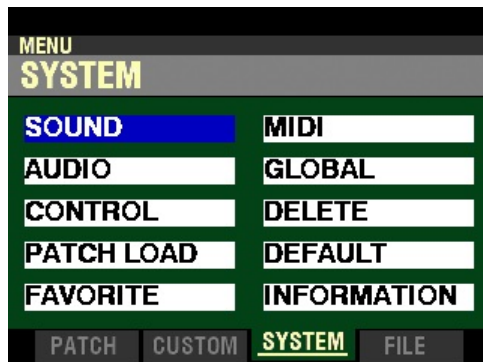 MENU
SYSTEM
SOUND
MIDI
AUDIO
GLOBAL
CONTROL
DELETE
PATCH LOAD
DEFAULT
FAVORITE
INFORMATION
PATCH CUSTOM SYSTEM FILE